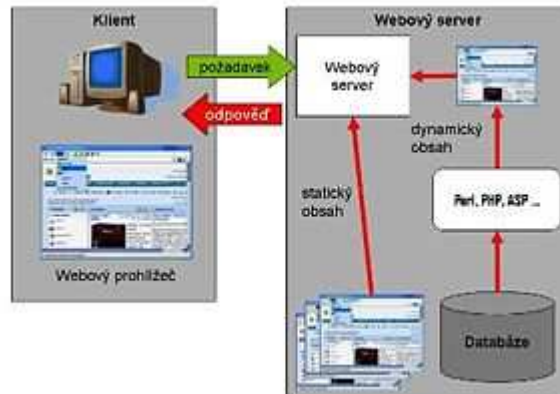 Klient
Webový server
požadavek
odpověď
Webový
server
dynamický
obsah
statický
obsah
Perl, PHP, ASP ...
Webový prohlížeč
Databáze